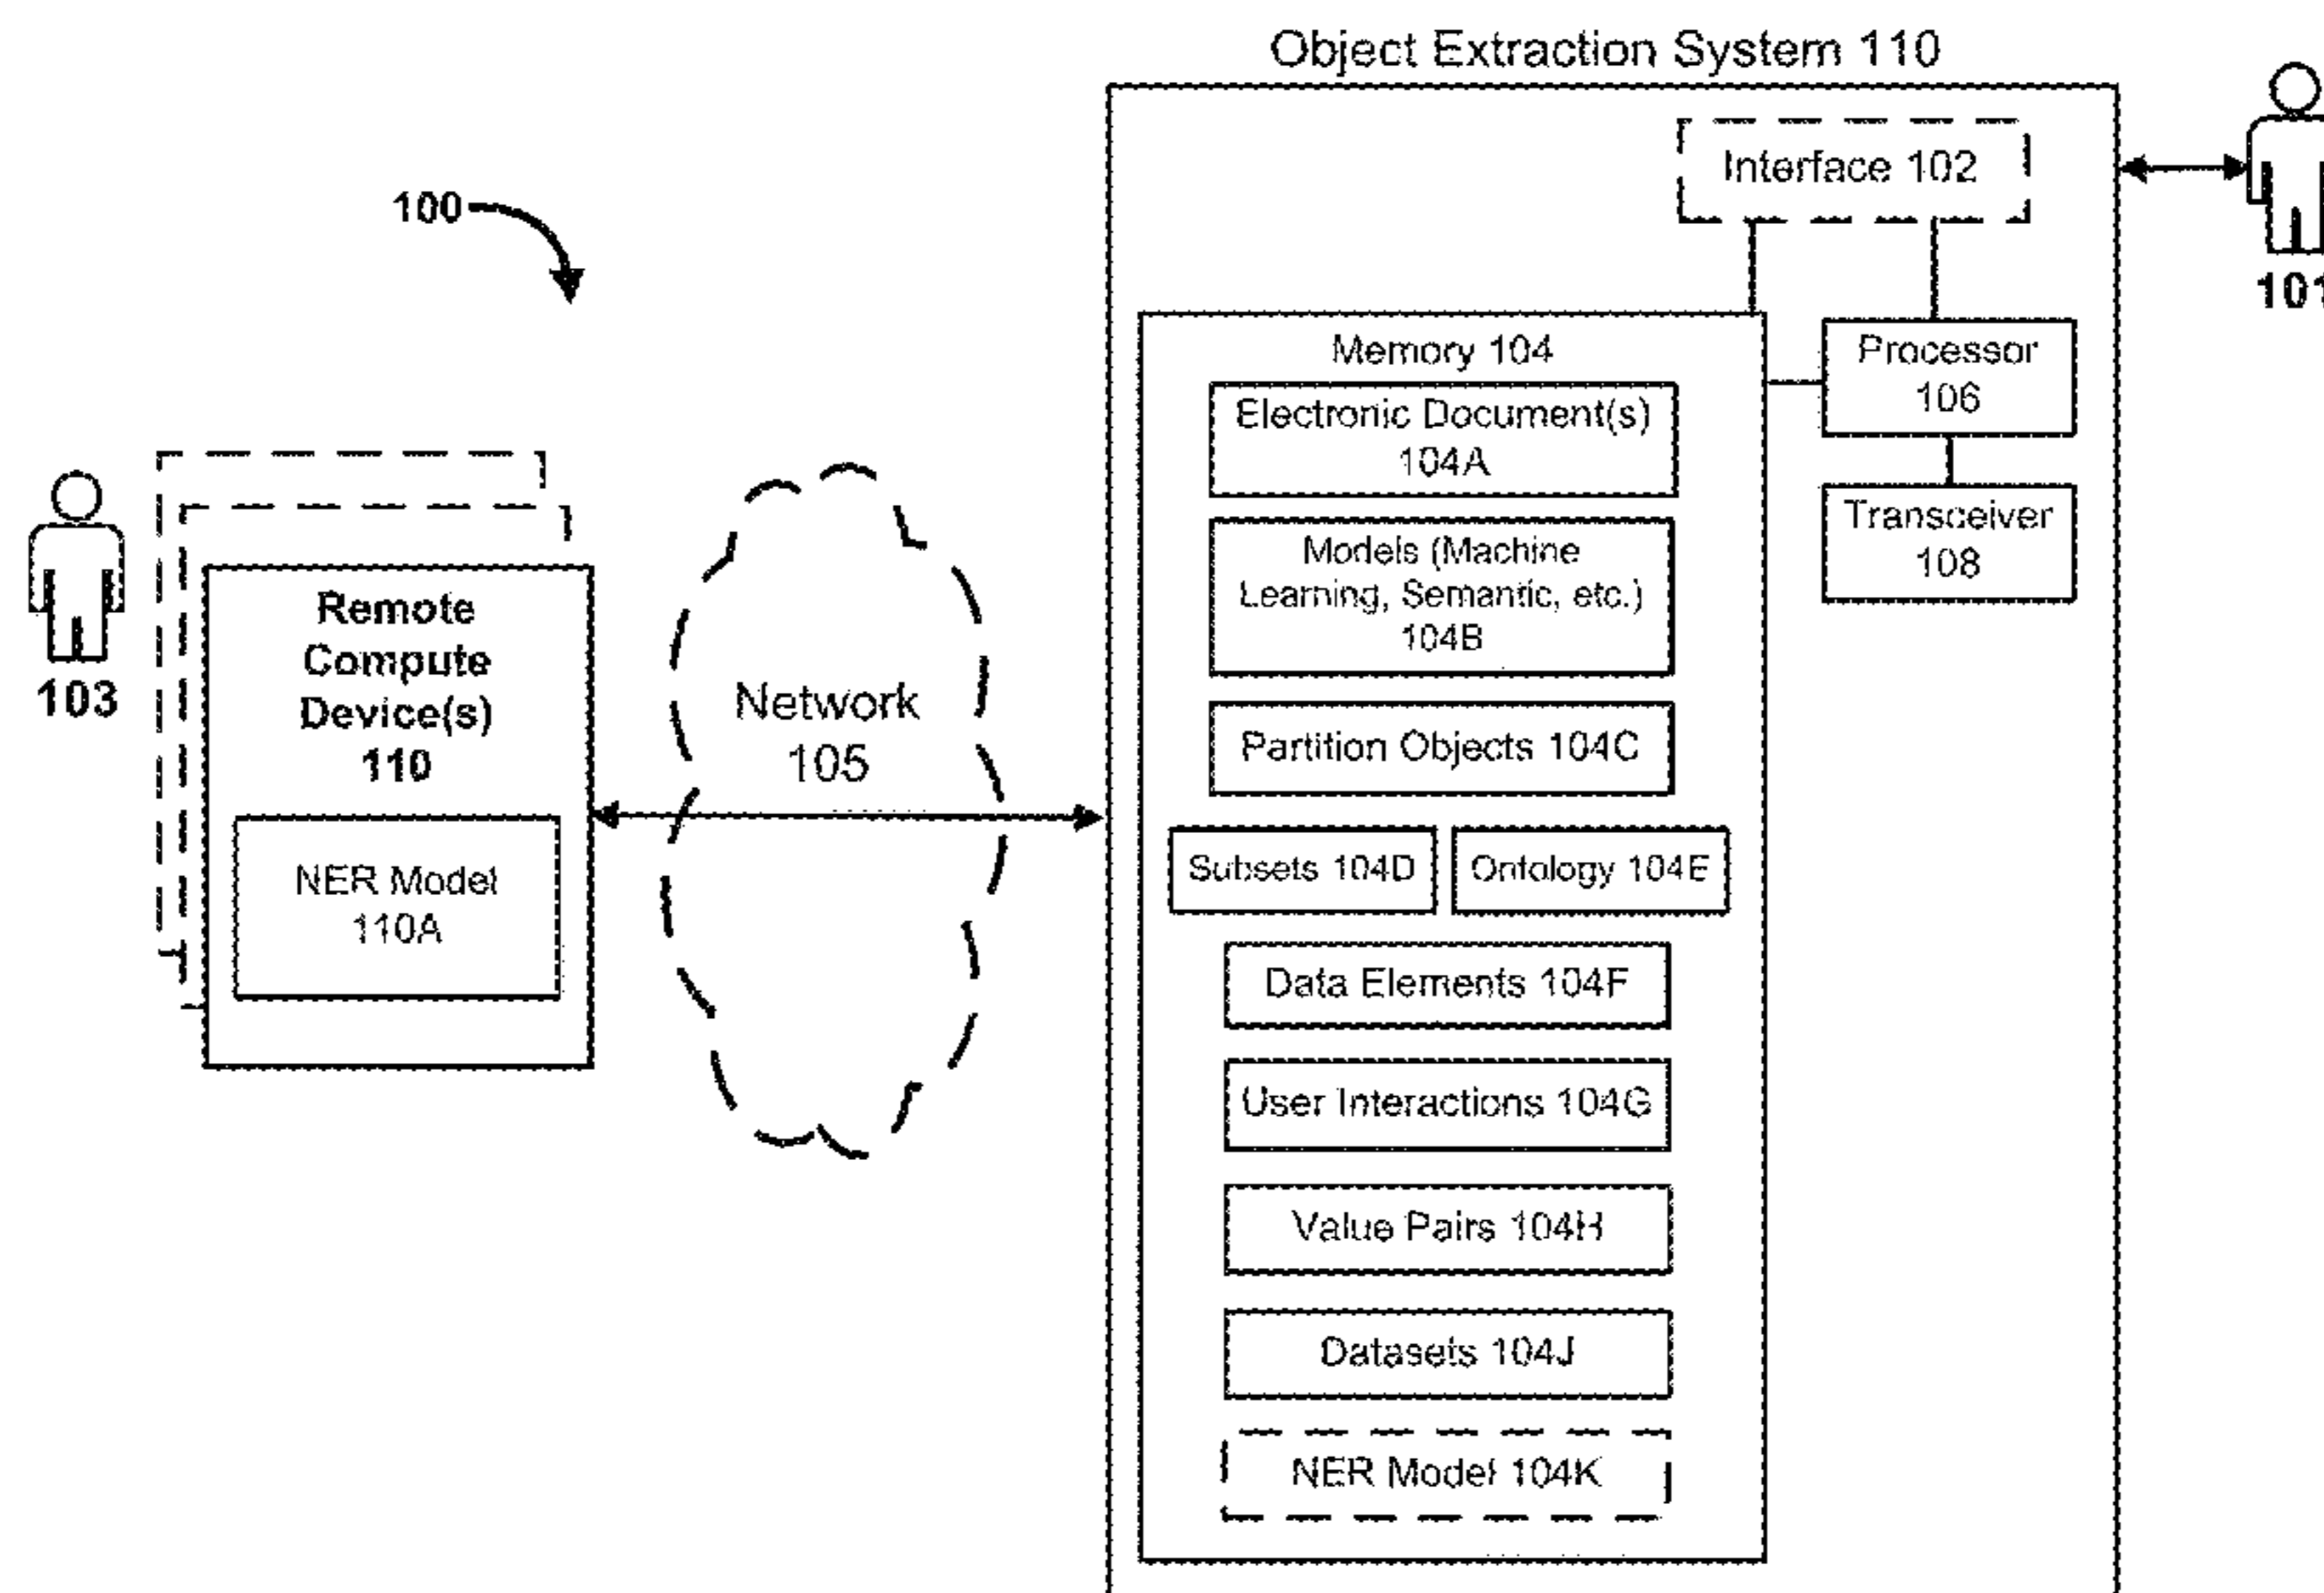 Object Extraction System 110
Interface 102
100
101
Memory 104
Processor
106
Electronic Document(s)
104A
Transceiver
108
Models (Machine
Learning, Semantic, etc.)
104B
103
Remote
Compute
Device(s)
110
NER Model
110A
Network
105
Partition Objects 104C
Subsets 104D
Ontology 104E
Data Elements 104F
User Interactions 104G
Value Pairs 104H
Datasets 104J
NER Model 104K